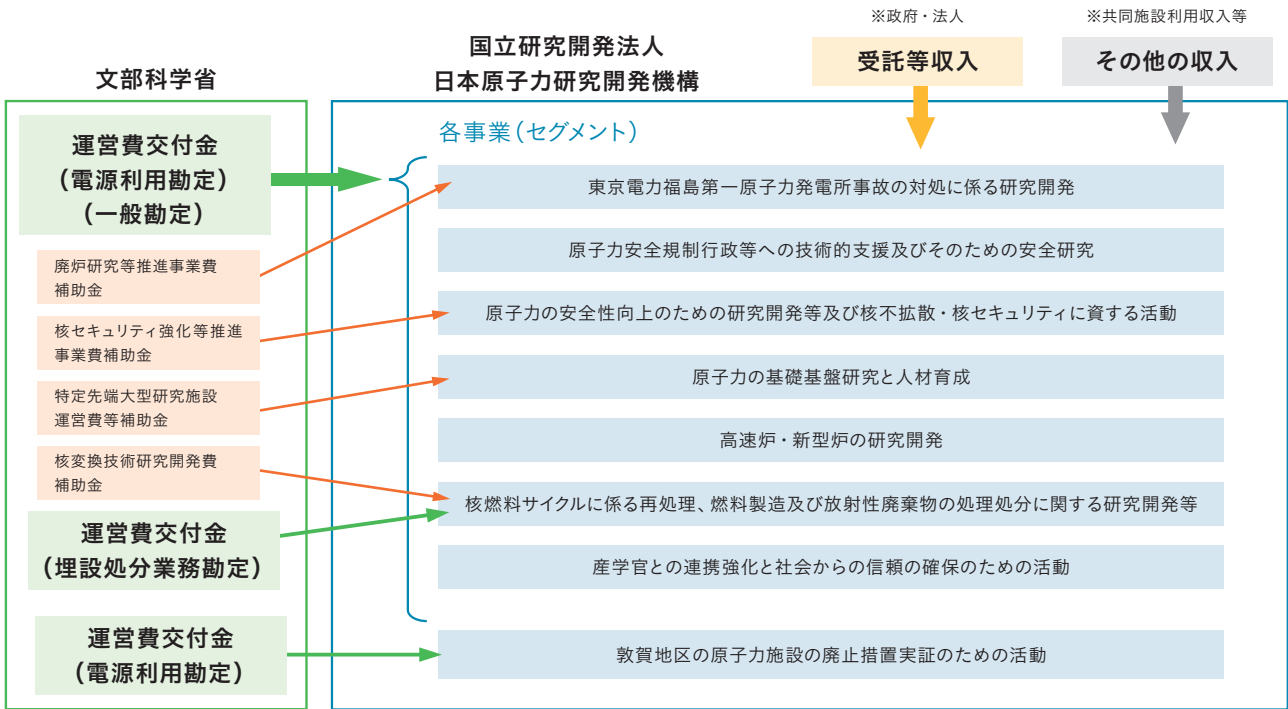 ※政府・法人
※共同施設利用収入等
国立研究開発法人
日本原子力研究開発機構
受託等収入
その他の収入
文部科学省
運営費交付金
(電源利用勘定)
(一般勘定)
廃炉研究等推進事業費
補助金
核セキュリティ強化等推進
事業費補助金
特定先端大型研究施設
運営費等補助金
核変換技術研究開発費
補助金
運営費交付金
(埋設処分業務勘定)
運営費交付金
(電源利用勘定)
各事業(セグメント)
東京電力福島第一原子力発電所事故の対処に係る研究開発
原子力安全規制行政等への技術的支援及びそのための安全研究
原子力の安全性向上のための研究開発等及び核不拡散・核セキュリティに資する活動
原子力の基礎基盤研究と人材育成
高速炉・新型炉の研究開発
核燃料サイクルに係る再処理、燃料製造及び放射性廃棄物の処理処分に関する研究開発等
産学官との連携強化と社会からの信頼の確保のための活動
敦賀地区の原子力施設の廃止措置実証のための活動